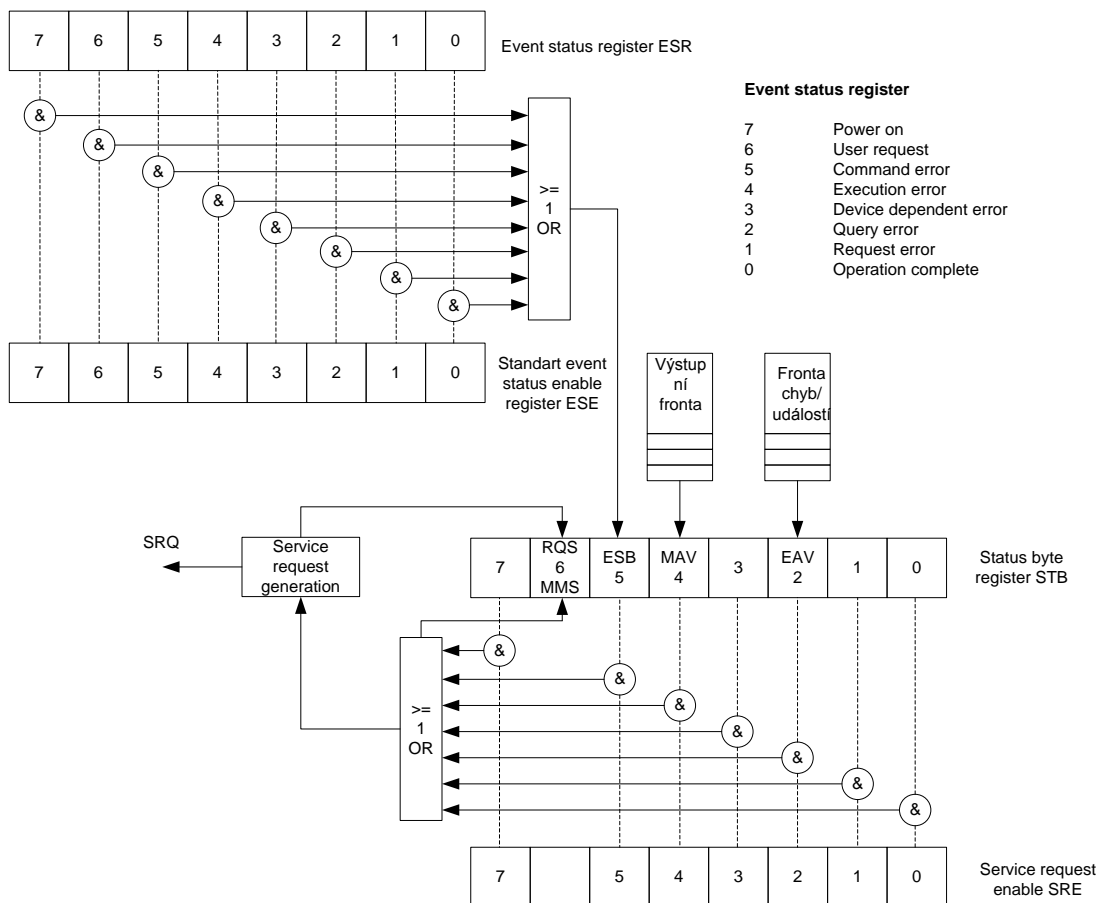 7 6 5 4 3 2 1 0
Event status register ESR
Event status register
7 Power on
6 User request
5 Command error
4 Execution error
3 Device dependent error
2 Query error
1 Request error
0 Operation complete
&
&
&
&
&
&
&
&
>=
1
OR
7 6 5 4 3 2 1 0
Standart event
status enable
register ESE
Výstup
ní
fronta
Fronta
chyb/
událostí
SRQ
Service
request
generation
7
RQS
6
MMS
ESB
5
MAV
4
3
EAV
2
1
0
Status byte
register STB
>=
1
OR
&
&
&
&
&
&
&
7 5 4 3 2 1 0
Service request
enable SRE